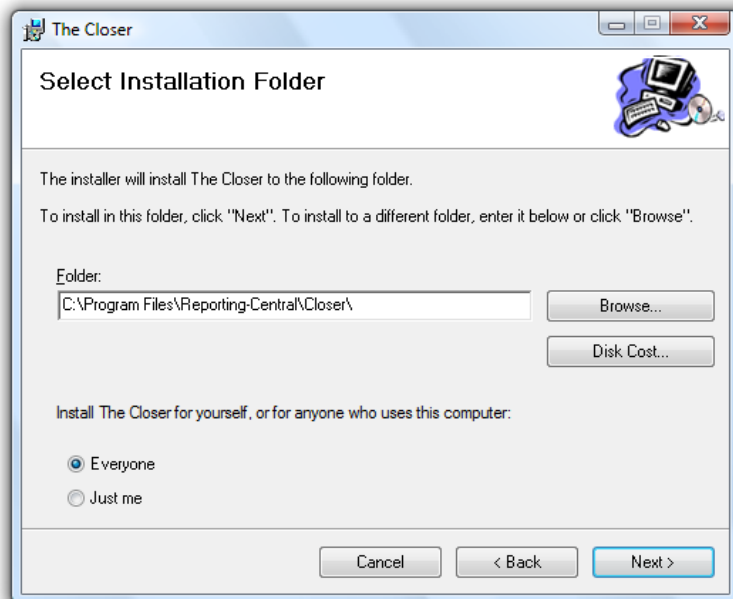 The Closer
Select Installation Folder
The installer will install The Closer to the following folder.
To install in this folder, click "Next". To install to a different folder, enter it below or click "Browse".
Folder:
C:\Program Files\Reporting-Central\Closer\
Browse...
Disk Cost...
Install The Closer for yourself, or for anyone who uses this computer:
Everyone
Just me
Cancel
< Back
Next >